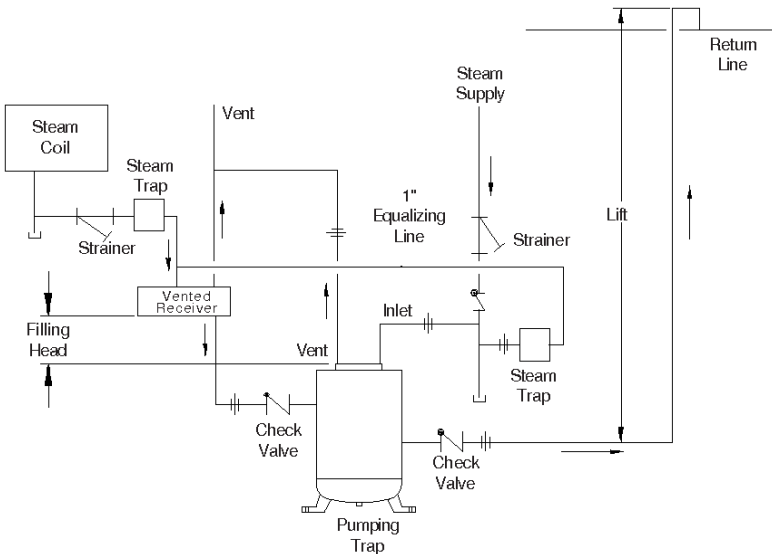 Return
Line
Steam
Supply
Vent
Steam
Coil
Steam
Trap
1"
Equalizing
Line
Lift
Strainer
Strainer
Vented
Receiver
Inlet
Filling
Head
Vent
Steam
Trap
Check
Valve
Check
Valve
Pumping
Trap